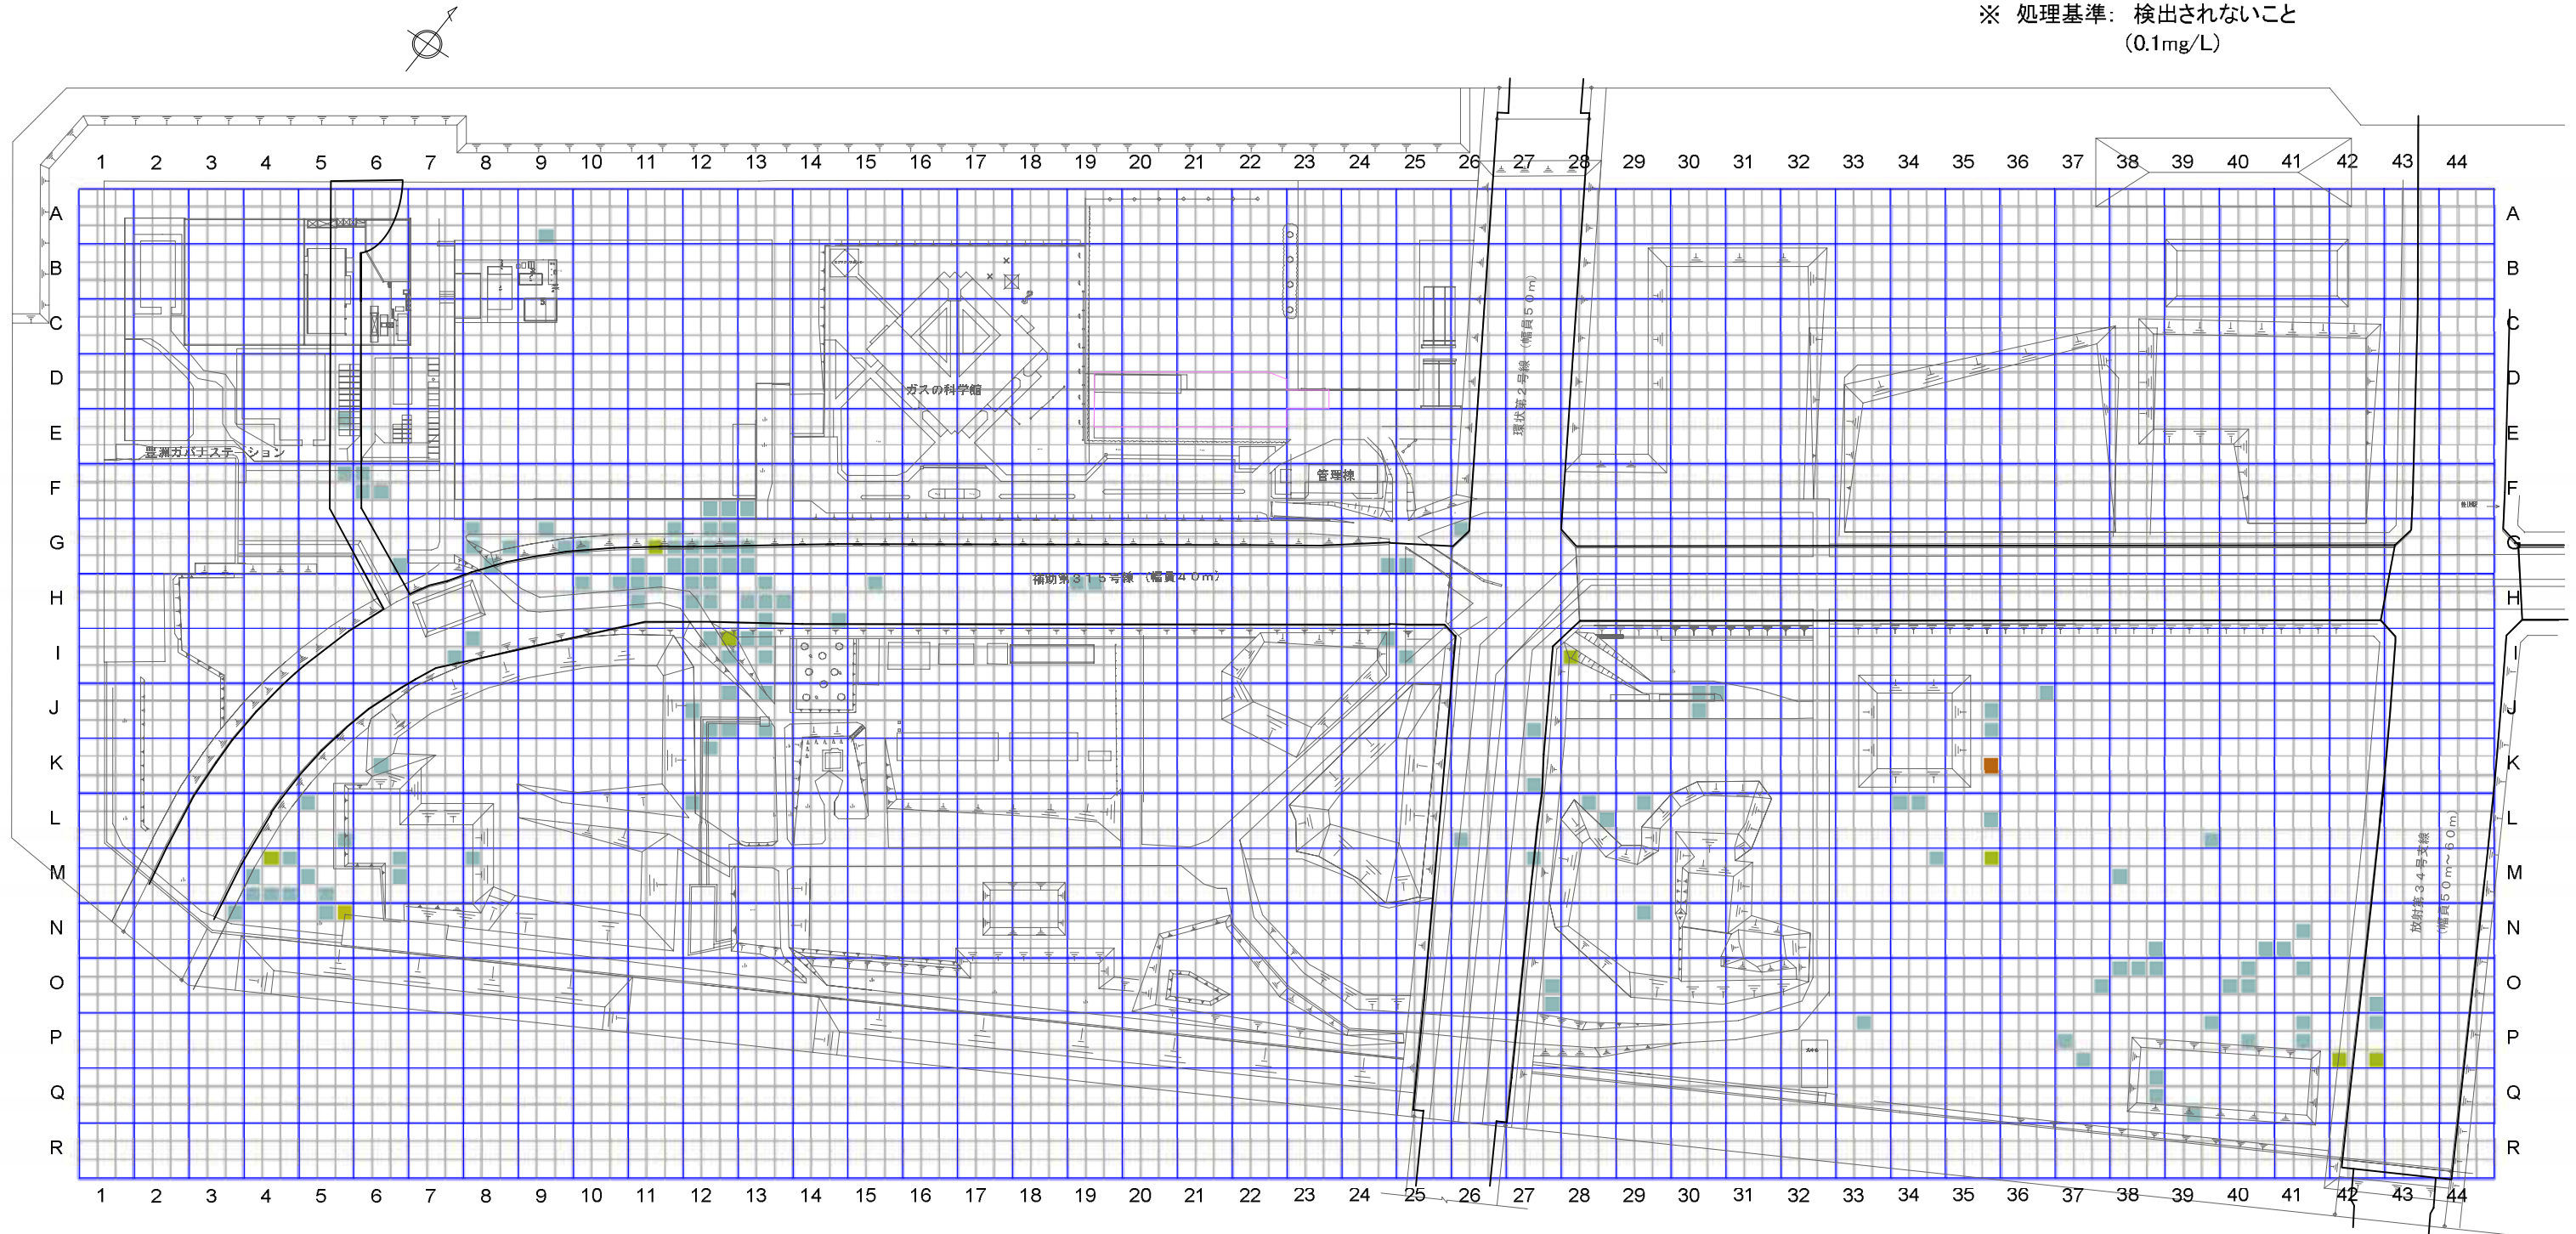 ※ 処理基準: 検出されないこと
(0.1mg/L)
1 2 3 4 5 6 7 8 9 10 11 12 13 14 15 16 17 18 19 20 21 22 23 24 25 26 27 28 29 30 31 32 33 34 35 36 37 38 39 40 41 42 43 44
A A
B B
C C
D D
ガスの科学館
環状第2号線 (幅員50m)
E E
豊洲ガバナステーション
管理棟
F F
G G
補助第315号線 (幅員40m)
H H
I I
J J
K K
L L
放射第34号支線
(幅員50m~60m)
M M
N N
O O
P P
Q Q
R R
1 2 3 4 5 6 7 8 9 10 11 12 13 14 15 16 17 18 19 20 21 22 23 24 25 26 27 28 29 30 31 32 33 34 35 36 37 38 39 40 41 42 43 44